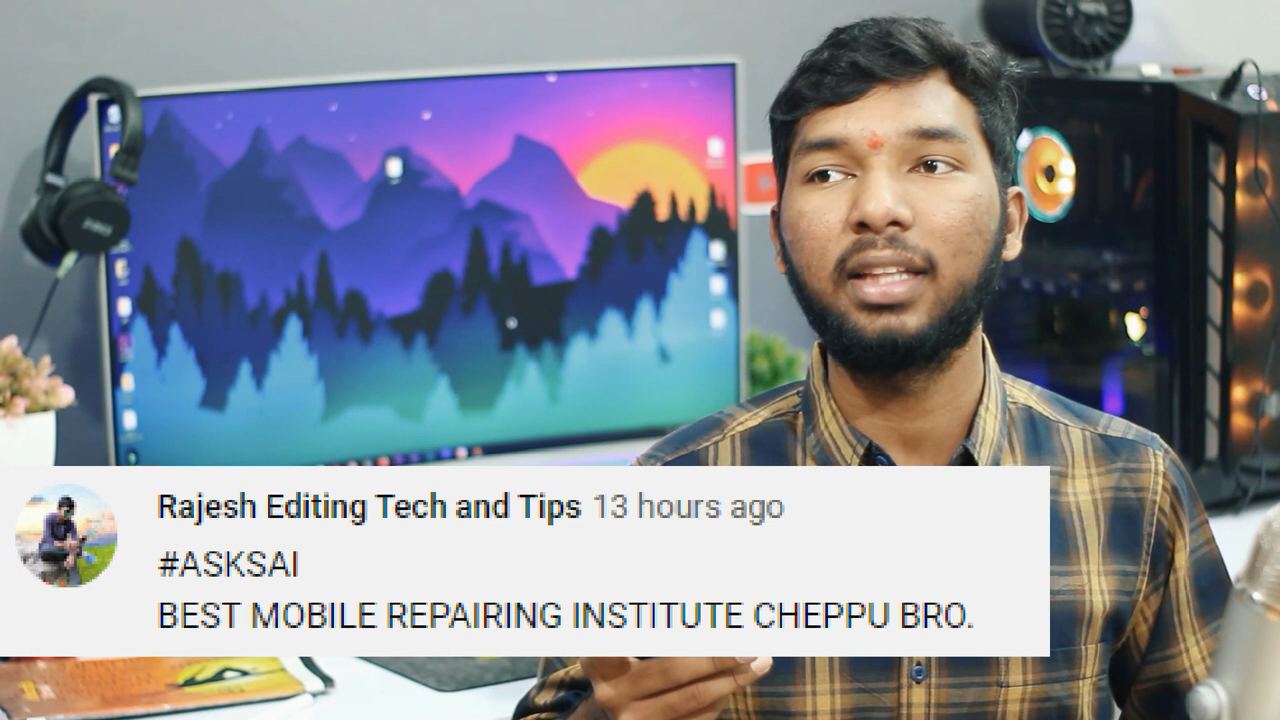 Rajesh Editing Tech and Tips 13 hours ago
#ASKSAI
BEST MOBILE REPAIRING INSTITUTE CHEPPU BRO.